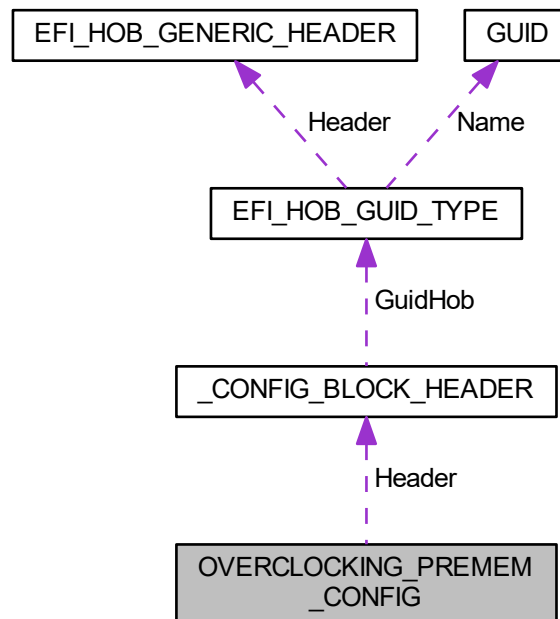 EFI_HOB_GENERIC_HEADER
GUID
Header
Name
EFI_HOB_GUID_TYPE
GuidHob
_CONFIG_BLOCK_HEADER
Header
OVERCLOCKING_PREMEM
_CONFIG